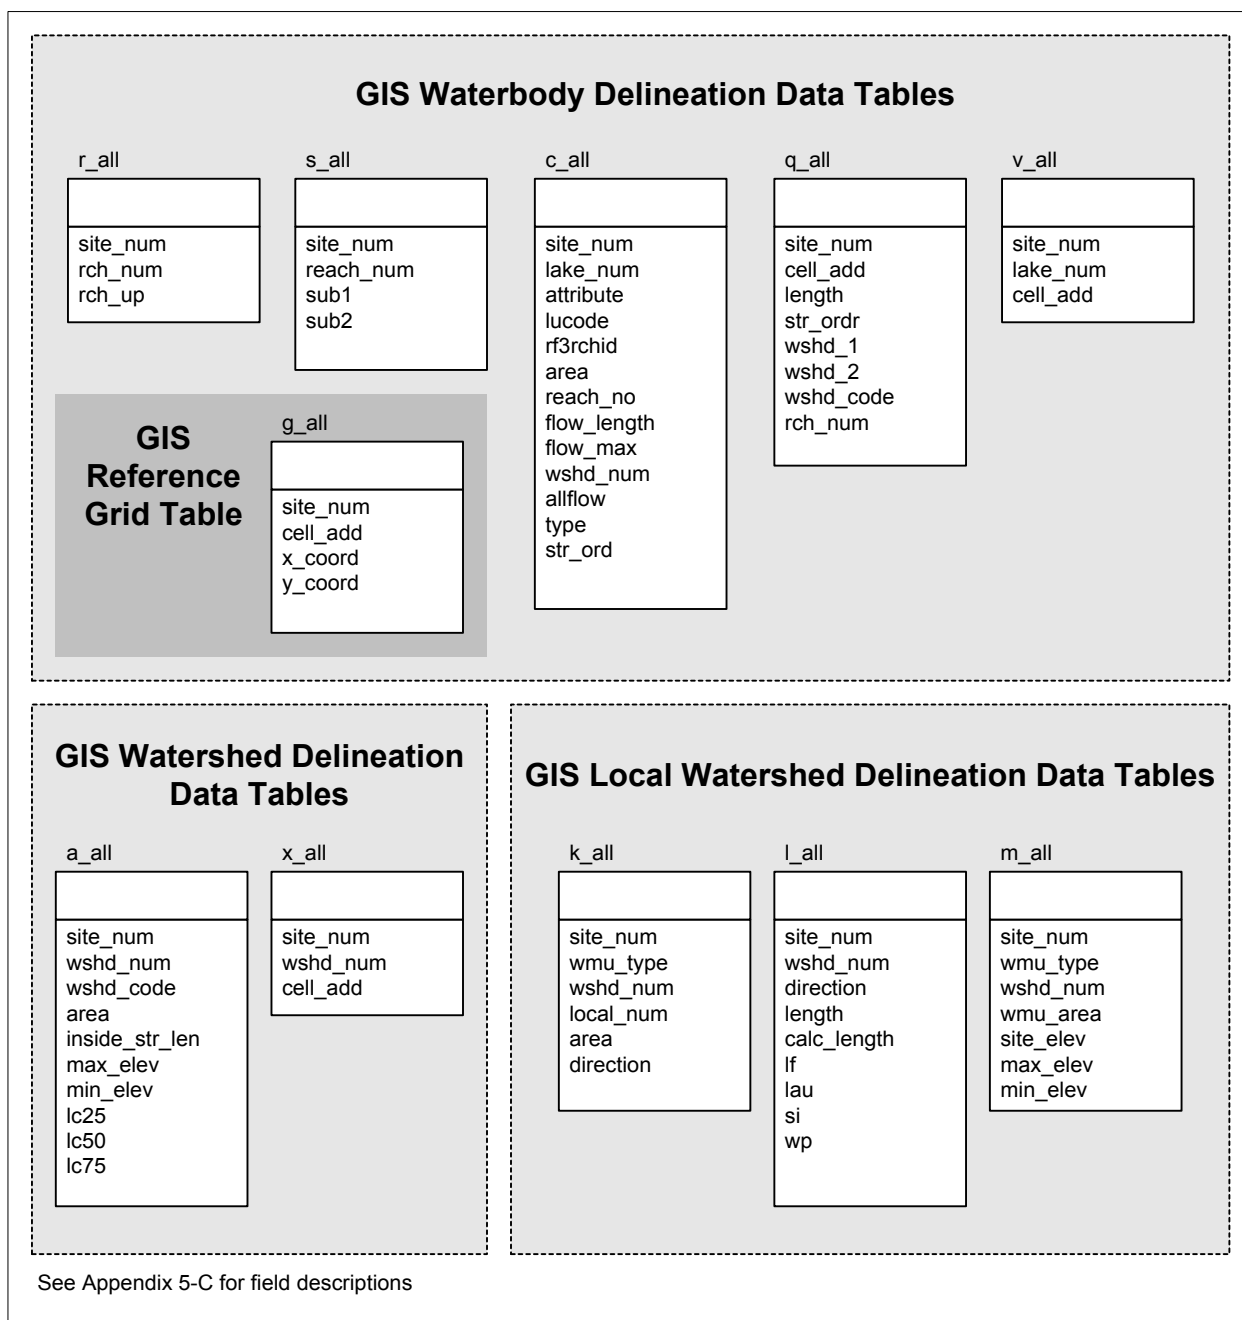 GIS Waterbody Delineation Data Tables
r_all
site_num
rch_num
rch_up
s_all
site_num
reach_num
sub1
sub2
c_all
site_num
lake_num
attribute
lucode
rf3rchid
area
reach_no
flow_length
flow_max
wshd_num
allflow
type
str_ord
q_all
site_num
cell_add
length
str_ordr
wshd_1
wshd_2
wshd_code
rch_num
v_all
site_num
lake_num
cell_add
GIS
Reference
Grid Table
g_all
site_num
cell_add
x_coord
y_coord
GIS Watershed Delineation
Data Tables
a_all
site_num
wshd_num
wshd_code
area
inside_str_len
max_elev
min_elev
lc25
lc50
lc75
x_all
site_num
wshd_num
cell_add
GIS Local Watershed Delineation Data Tables
k_all
site_num
wmu_type
wshd_num
local_num
area
direction
l_all
site_num
wshd_num
direction
length
calc_length
lf
lau
si
wp
m_all
site_num
wmu_type
wshd_num
wmu_area
site_elev
max_elev
min_elev
See Appendix 5-C for field descriptions